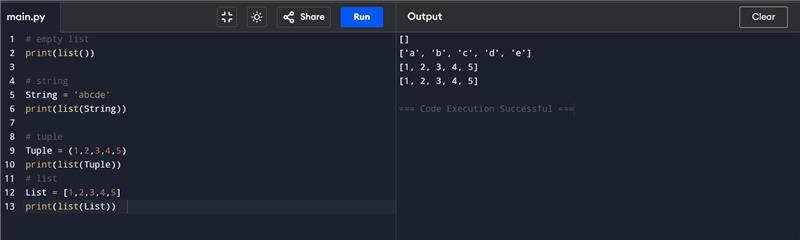 main.py
Share
Run
Output
Clear
1 # empty list
2 print(list())
3
4 # string
5 String = 'abcde'
6 print(list(String))
7
8 # tuple
9 Tuple = (1,2,3,4,5)
10 print(list(Tuple))
11 # list
12 List = [1,2,3,4,5]
13 print(list(List))
[]
['a', 'b', 'c', 'd', 'e']
[1, 2, 3, 4, 5]
[1, 2, 3, 4, 5]
=== Code Execution Successful ===